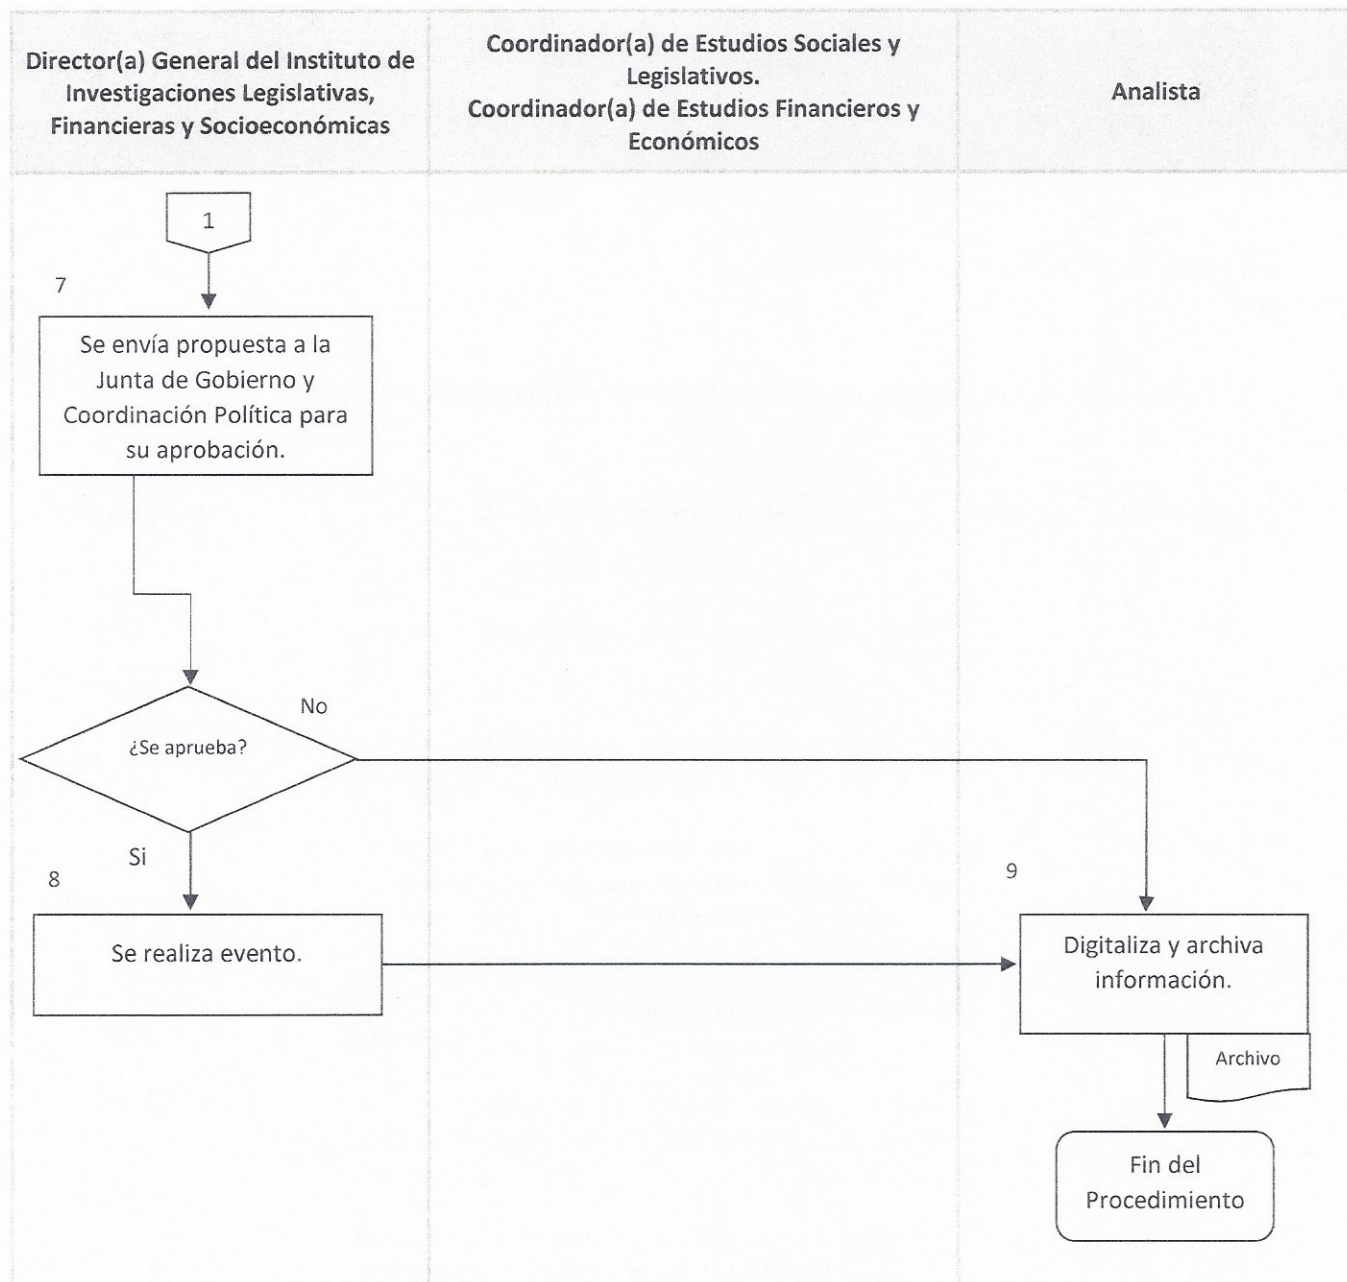 Director(a) General del Instituto de
Investigaciones Legislativas,
Financieras y Socioeconómicas
Coordinador(a) de Estudios Sociales y
Legislativos.
Coordinador(a) de Estudios Financieros y
Económicos
Analista
1
7
Se envía propuesta a la
Junta de Gobierno y
Coordinación Política para
su aprobación.
No
¿Se aprueba?
Si
8
Se realiza evento.
9
Digitaliza y archiva
información.
Archivo
Fin del
Procedimiento